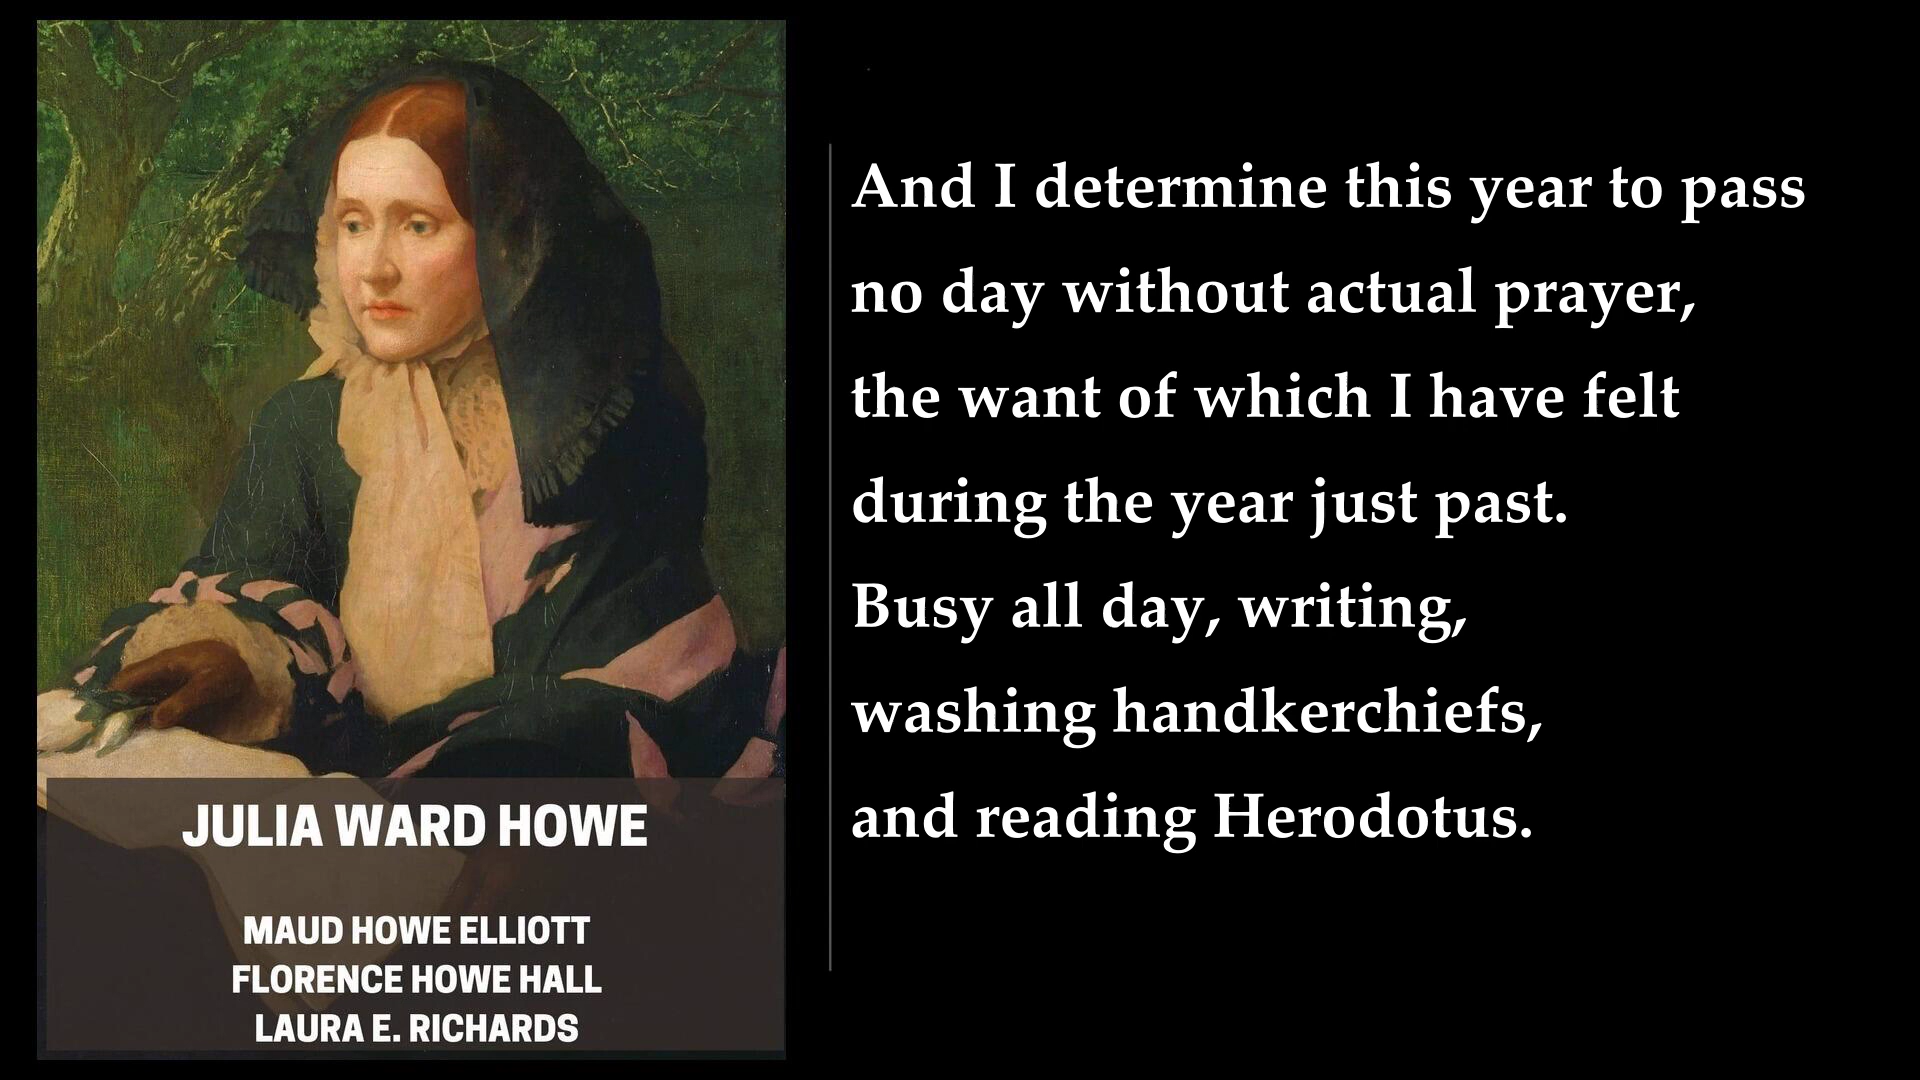 JULIA WARD HOWE
MAUD HOWE ELLIOTT
FLORENCE HOWE HALL
LAURA E. RICHARDS
And I determine this year to pass
no day without actual prayer,
the want of which I have felt
during the year just past.
Busy all day, writing,
washing handkerchiefs,
and reading Herodotus.